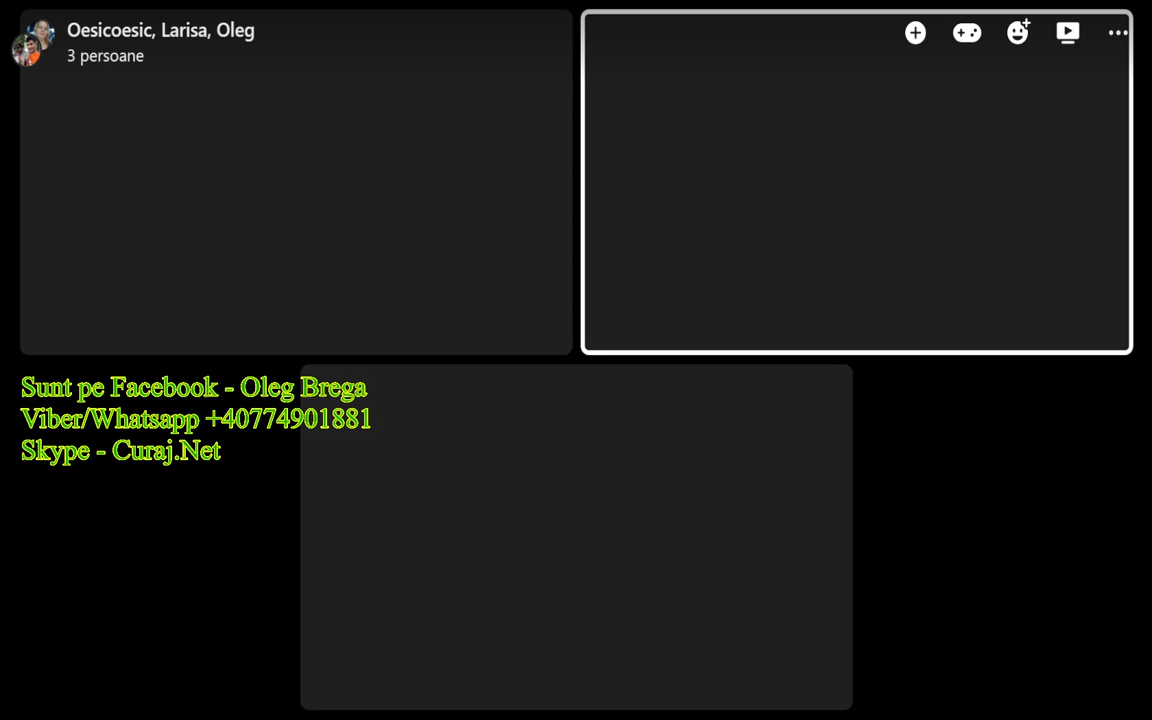 Oesicoesic, Larisa, Oleg
3 persoane
Sunt pe Facebook - Oleg Brega
Viber/Whatsapp +40774901881
Skype - Curaj.Net